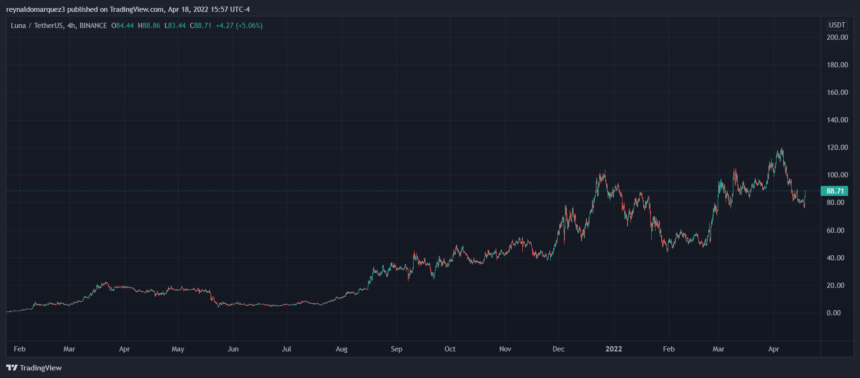 reynaldomarquez3 published on TradingView.com, Apr 18, 2022 15:57 UTC-4
Luna / TetherUS, 4h, BINANCE O84.44 H88.86 L83.44 C88.71 +4.27 (+5.06%)
USDT
200.00
180.00
160.00
140.00
120.00
100.00
88.71
80.00
60.00
40.00
20.00
0.00
Feb Mar Apr May Jun Jul Aug Sep Oct Nov Dec 2022 Feb Mar Apr
TradingView